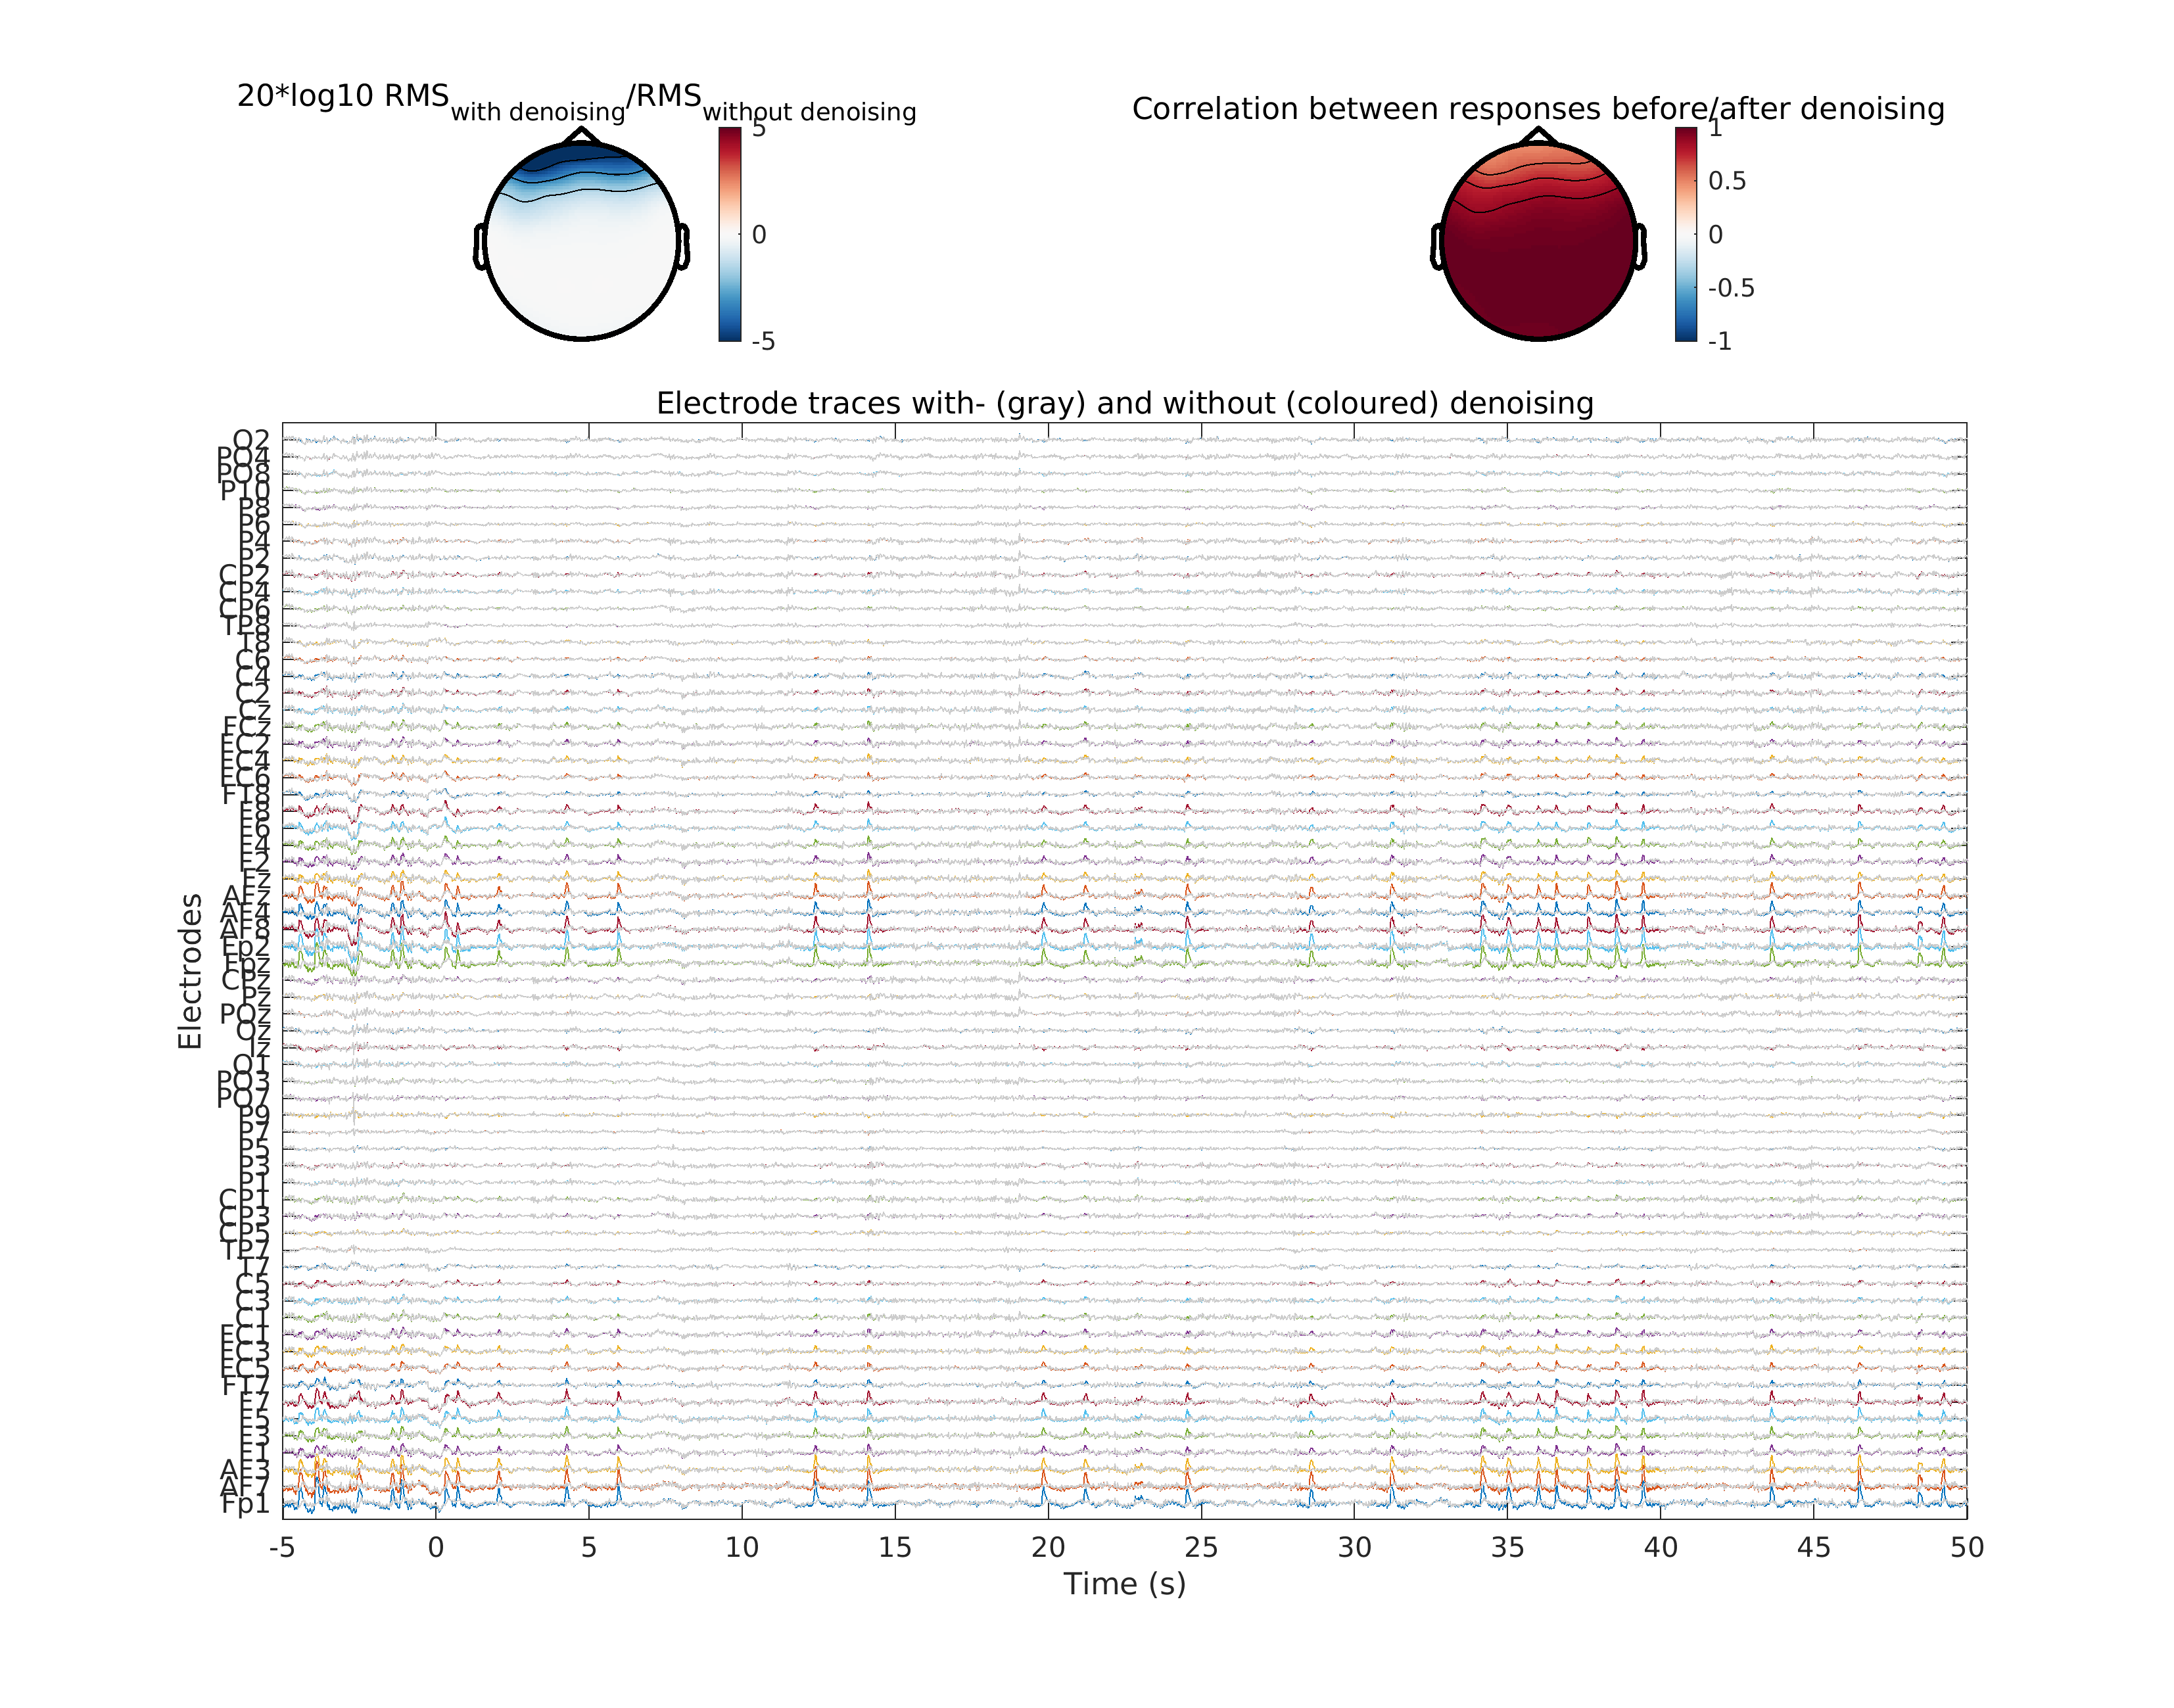 20*log10 RMS with denoising/RMS without denoising
5
0
-5
Correlation between responses before/after denoising
1
0.5
0
-0.5
-1
Electrode traces with- (gray) and without (coloured) denoising
Electrodes
O2
PO4
PO8
P10
P8
P6
P4
P2
CP2
CP4
CP6
TP8
T8
C6
C4
C2
Cz
FCz
FC2
FC4
FC6
FT8
F8
F6
F4
F2
Fz
AFz
AF4
AF8
Fp2
Fpz
CPz
Pz
POz
Oz
Iz
O1
PO3
PO7
P9
P7
P5
P3
P1
CP1
CP3
CP5
TP7
T7
C5
C3
C1
FC1
FC3
FC5
FT7
F7
F5
F3
F1
AF3
AF7
Fp1
-5 0 5 10 15 20 25 30 35 40 45 50
Time (s)